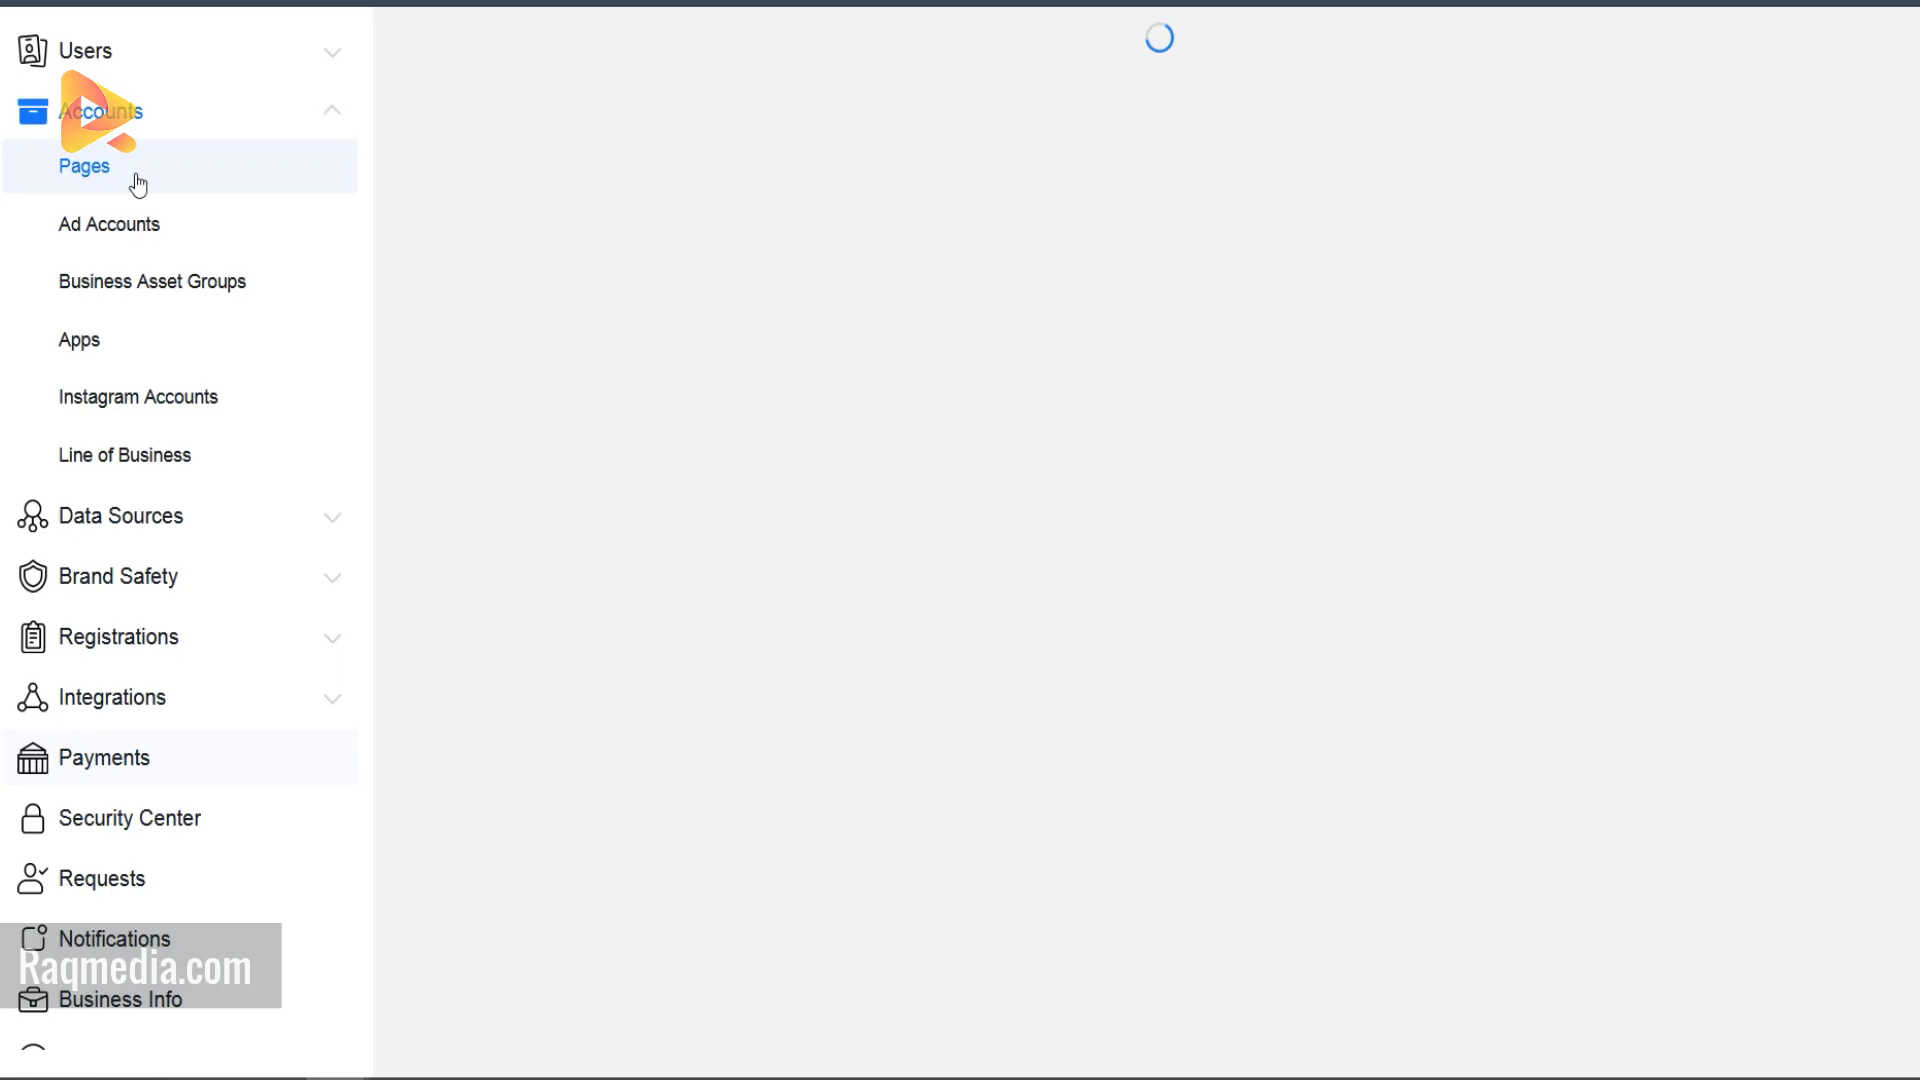 Users
Accounts
Pages
Ad Accounts
Business Asset Groups
Apps
Instagram Accounts
Line of Business
Data Sources
Brand Safety
Registrations
Integrations
Payments
Security Center
Requests
Notifications
Raqmedia.com
Business Info